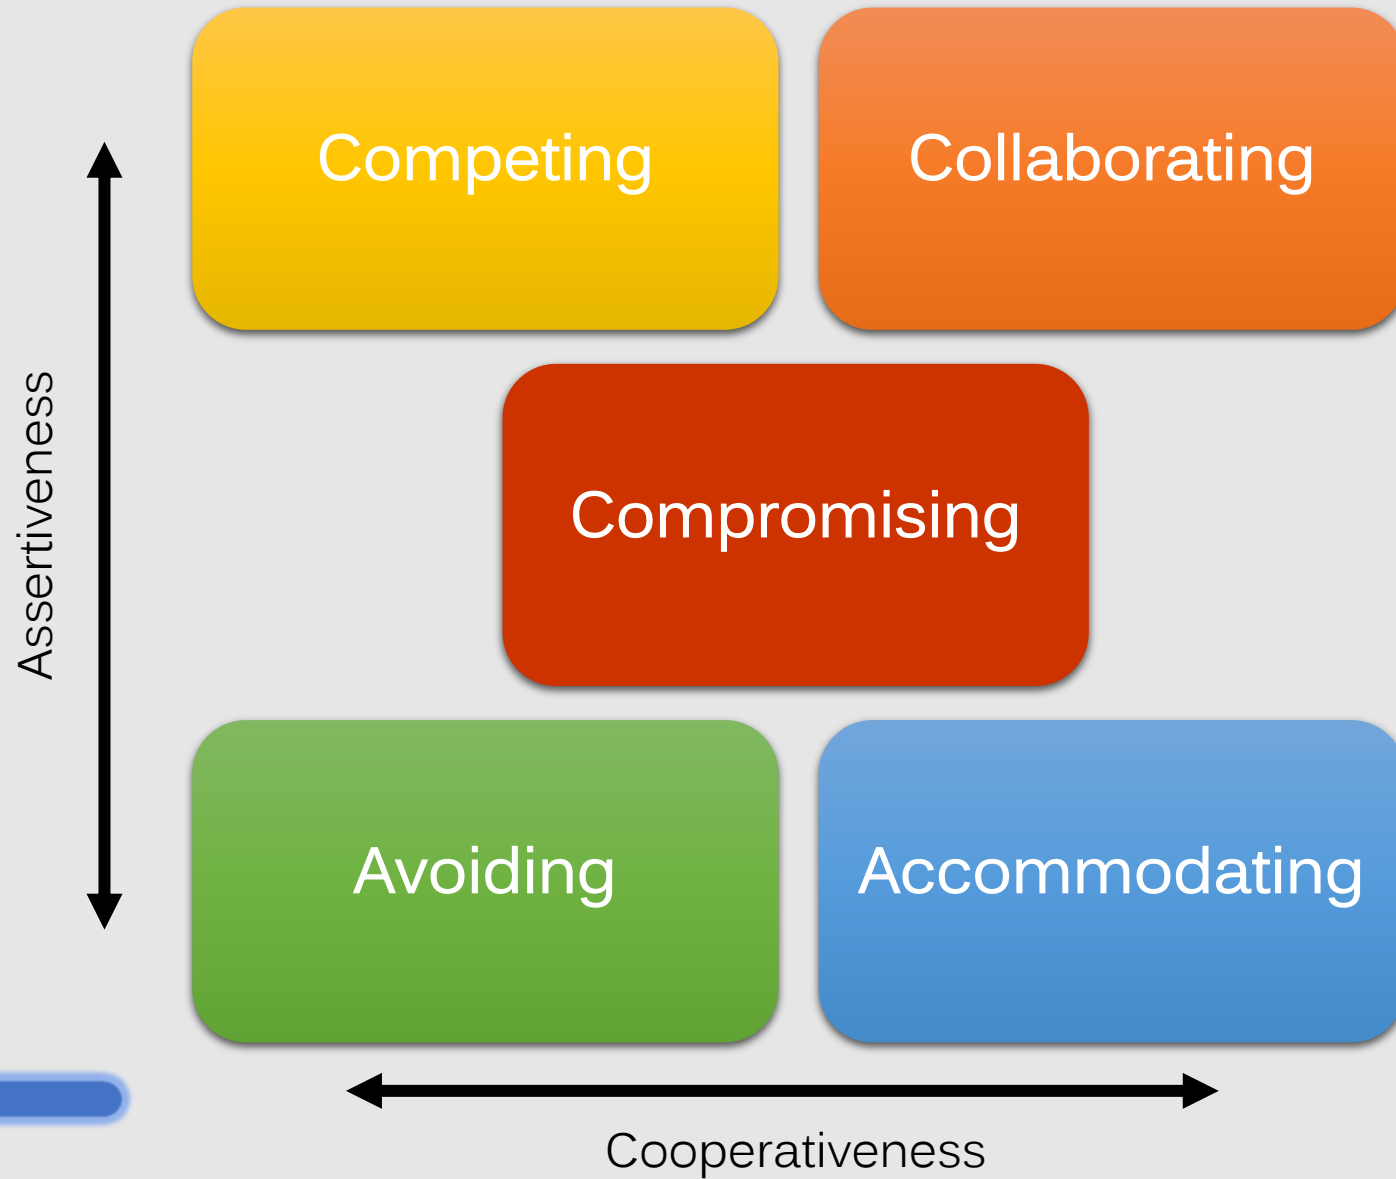 Competing
Collaborating
Assertiveness
Compromising
Avoiding
Accommodating
Cooperativeness